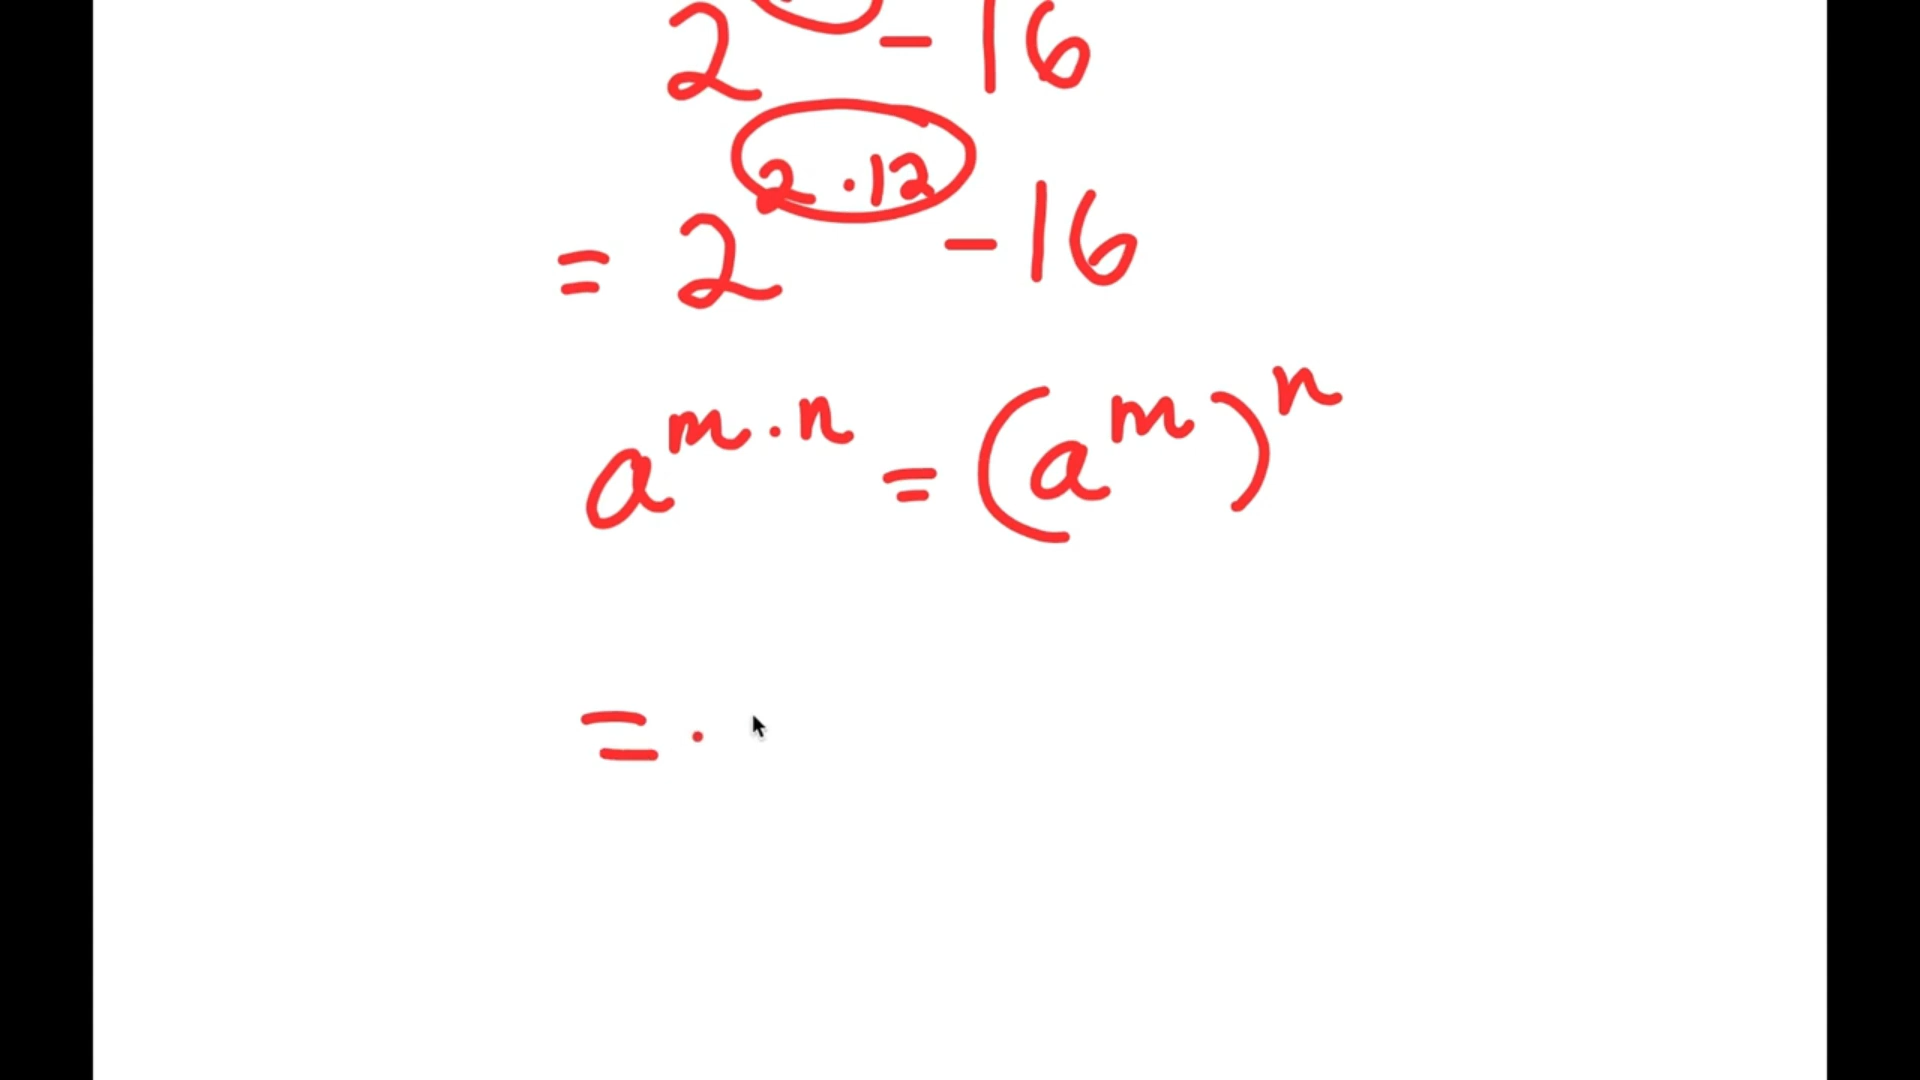 2 - 16
= 2^{2·12} - 16
a^{m·n} = (a^m)^n
= .